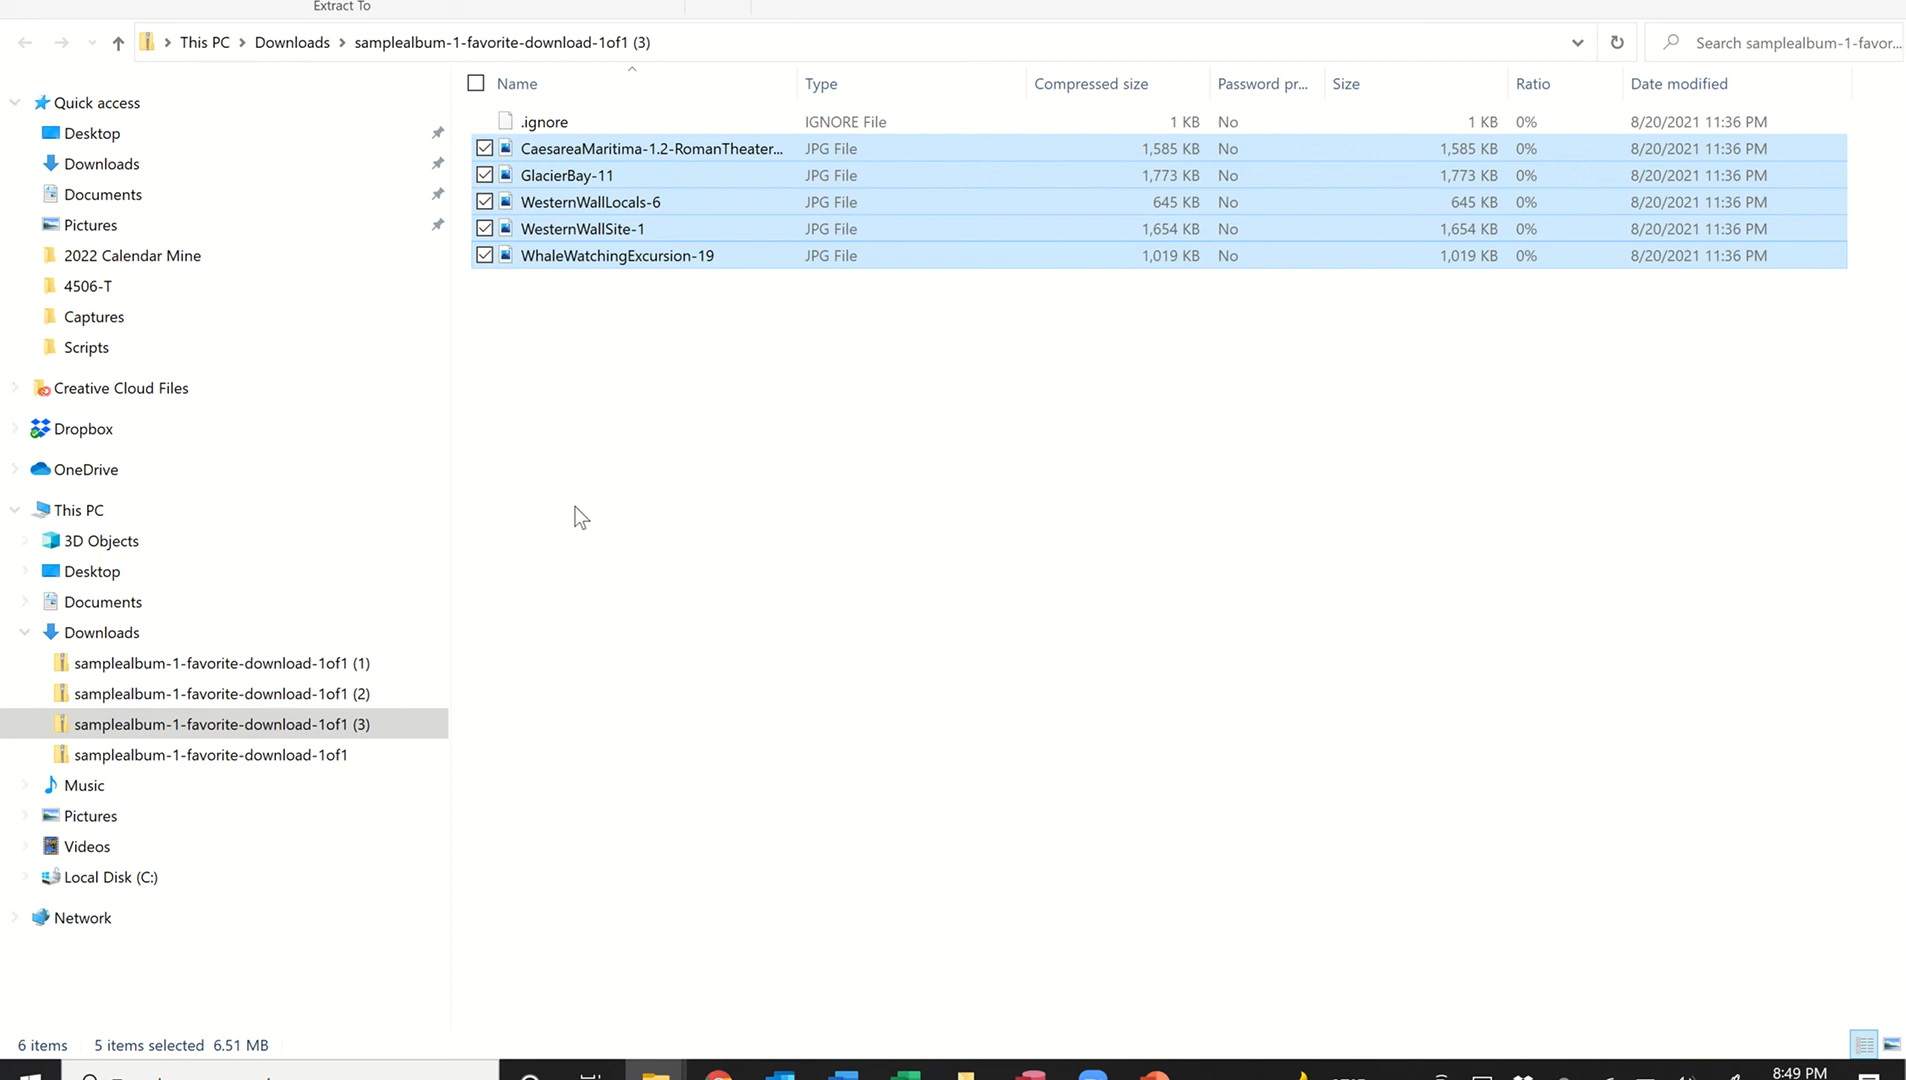 Extract To
This PC > Downloads > samplealbum-1-favorite-download-1of1 (3)
Search samplealbum-1-favor...
Name Type Compressed size Password pr... Size Ratio Date modified
.ignore IGNORE File 1 KB No 1 KB 0% 8/20/2021 11:36 PM
CaesareaMaritima-1.2-RomanTheater... JPG File 1,585 KB No 1,585 KB 0% 8/20/2021 11:36 PM
GlacierBay-11 JPG File 1,773 KB No 1,773 KB 0% 8/20/2021 11:36 PM
WesternWallLocals-6 JPG File 645 KB No 645 KB 0% 8/20/2021 11:36 PM
WesternWallSite-1 JPG File 1,654 KB No 1,654 KB 0% 8/20/2021 11:36 PM
WhaleWatchingExcursion-19 JPG File 1,019 KB No 1,019 KB 0% 8/20/2021 11:36 PM
Quick access
Desktop
Downloads
Documents
Pictures
2022 Calendar Mine
4506-T
Captures
Scripts
Creative Cloud Files
Dropbox
OneDrive
This PC
3D Objects
Desktop
Documents
Downloads
samplealbum-1-favorite-download-1of1 (1)
samplealbum-1-favorite-download-1of1 (2)
samplealbum-1-favorite-download-1of1 (3)
samplealbum-1-favorite-download-1of1
Music
Pictures
Videos
Local Disk (C:)
Network
6 items 5 items selected 6.51 MB
8:49 PM